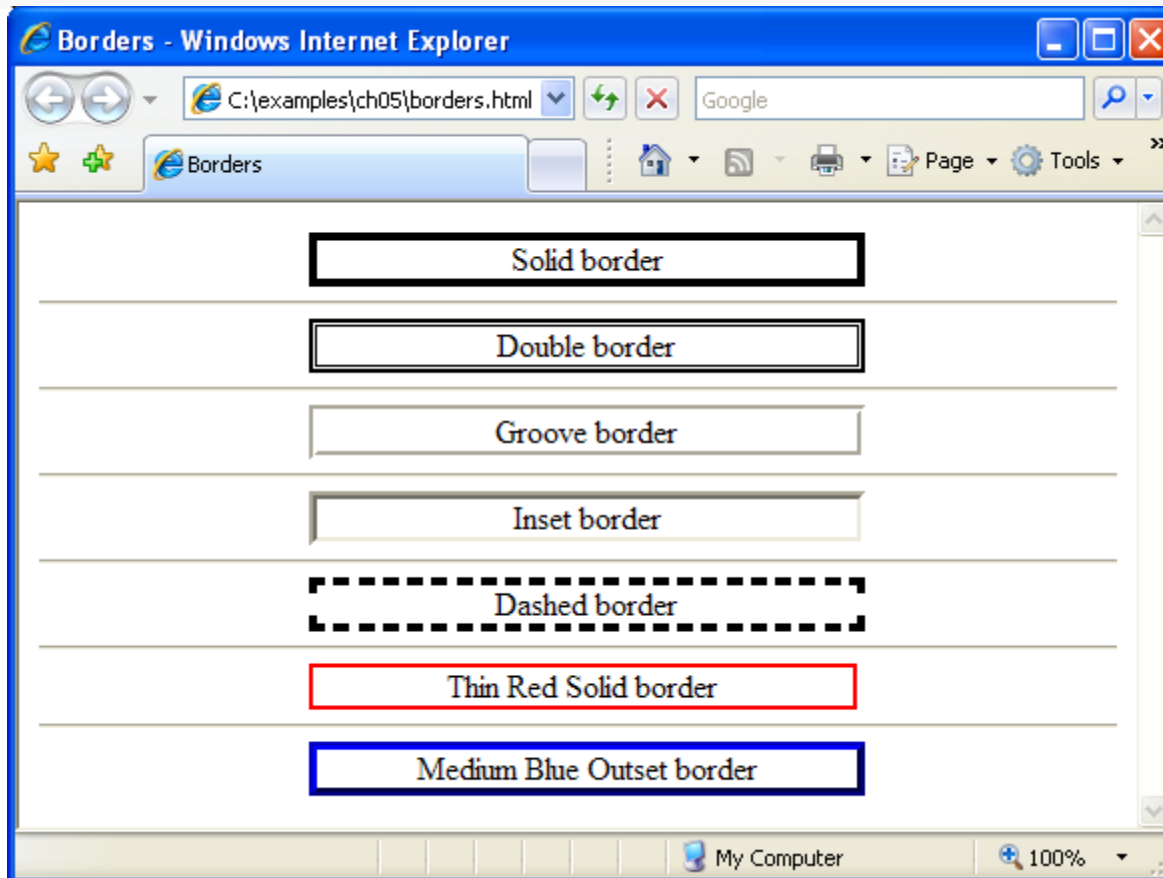 Borders - Windows Internet Explorer
C:\examples\ch05\borders.html
Google
Borders
Page
Tools
»
Solid border
Double border
Groove border
Inset border
Dashed border
Thin Red Solid border
Medium Blue Outset border
My Computer
100%